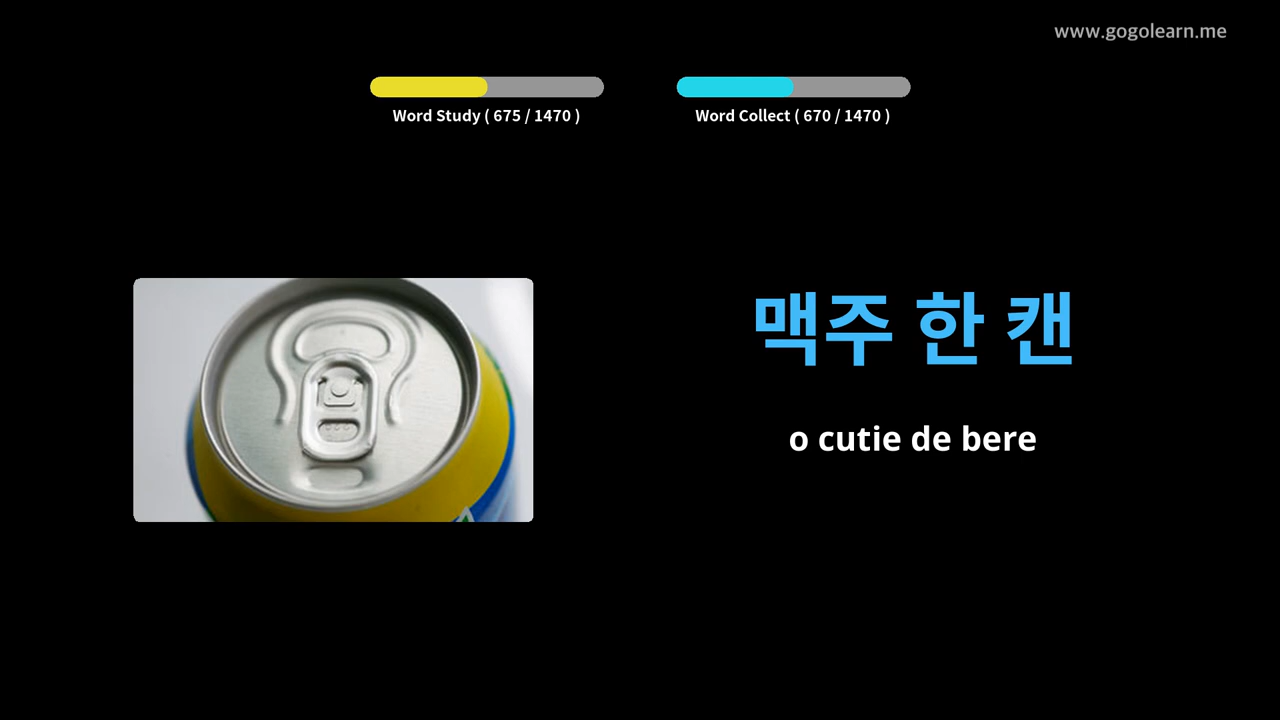 www.gogolearn.me
Word Study ( 675 / 1470 )
Word Collect ( 670 / 1470 )
맥주 한 캔
o cutie de bere